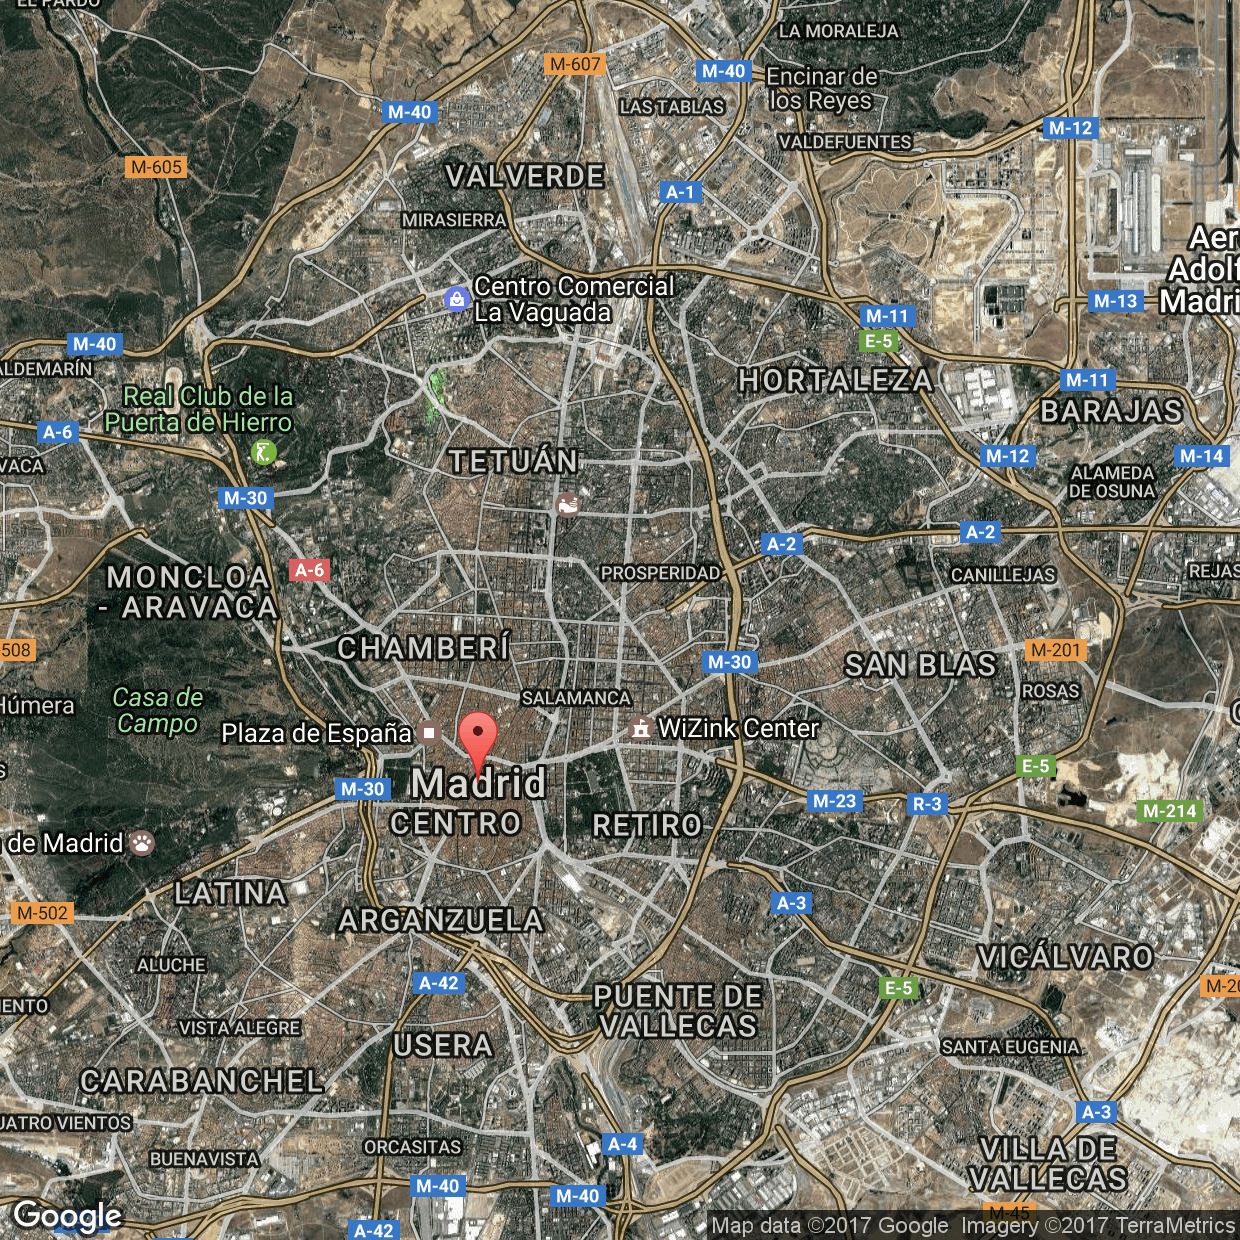 EL PARDO
LA MORALEJA
M-607
M-40
Encinar de
los Reyes
LAS TABLAS
M-40
M-12
VALDEFUENTES
M-605
VALVERDE
A-1
MIRASIERRA
Aer
Adolf
Madri
Centro Comercial
La Vaguada
M-13
M-11
E-5
M-40
ALDEMARÍN
HORTALEZA
M-11
BARAJAS
Real Club de la
Puerta de Hierro
A-6
TETUÁN
M-12
M-14
VACA
ALAMEDA
DE OSUNA
M-30
A-2
A-2
A-6
PROSPERIDAD
CANILLEJAS
REJAS
MONCLOA
- ARAVACA
CHAMBERÍ
-508
M-201
M-30
SAN BLAS
Húmera
Casa de
Campo
SALAMANCA
ROSAS
Plaza de España
WiZink Center
E-5
Madrid
M-30
M-23
R-3
M-214
CENTRO
RETIRO
de Madrid
LATINA
A-3
M-502
ARGANZUELA
ALUCHE
VICÁLVARO
A-42
E-5
M-20
PUENTE DE
VALLECAS
IENTO
VISTA ALEGRE
USERA
SANTA EUGENIA
CARABANCHEL
A-3
UATRO VIENTOS
ORCASITAS
A-4
BUENAVISTA
VILLA DE
VALLECAS
M-40
M-40
M-45
Google
A-42
Map data ©2017 Google Imagery ©2017 TerraMetrics